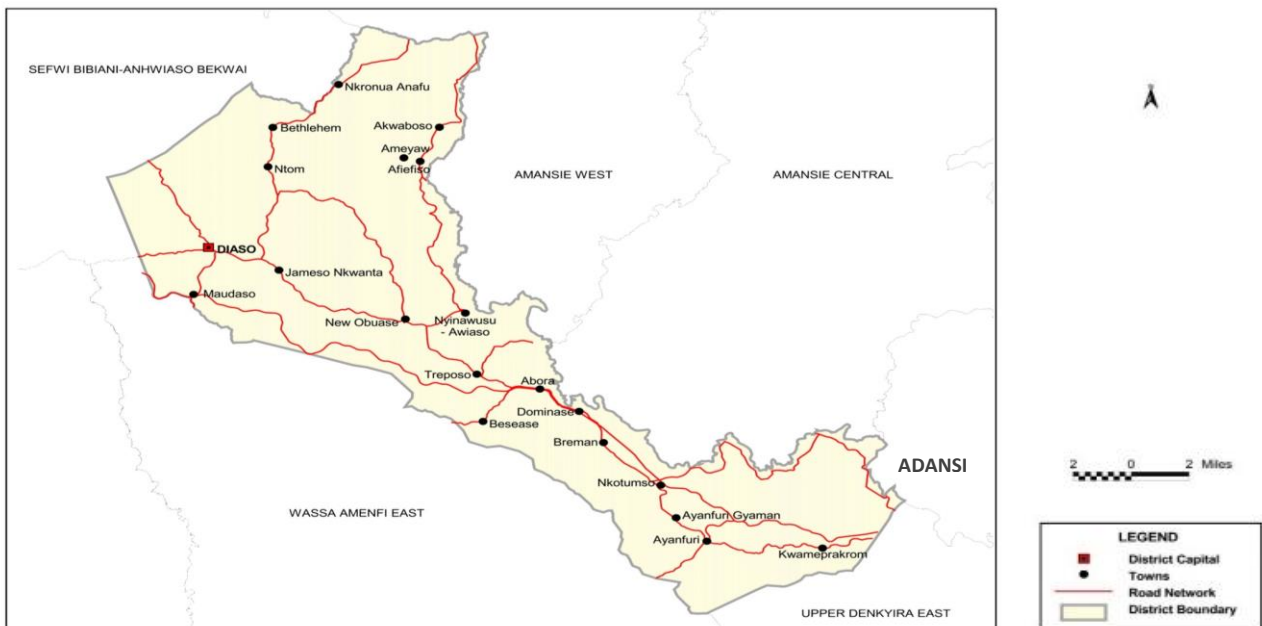 SEFWI BIBIANI-ANHWIASO BEKWAI
Nkronua Anafu
Bethlehem
Akwaboso
Ameyaw
Afiefiso
Ntom
AMANSIE WEST
AMANSIE CENTRAL
DIASO
Jameso Nkwanta
Maudaso
New Obuase
Nyinawusu
- Awiaso
Treposo
Abora
Dominase
Besease
Breman
ADANSI
Nkotumso
WASSA AMENFI EAST
Ayanfuri Gyaman
Ayanfuri
Kwameprakrom
UPPER DENKYIRA EAST
N
2 0 2 Miles
LEGEND
District Capital
Towns
Road Network
District Boundary